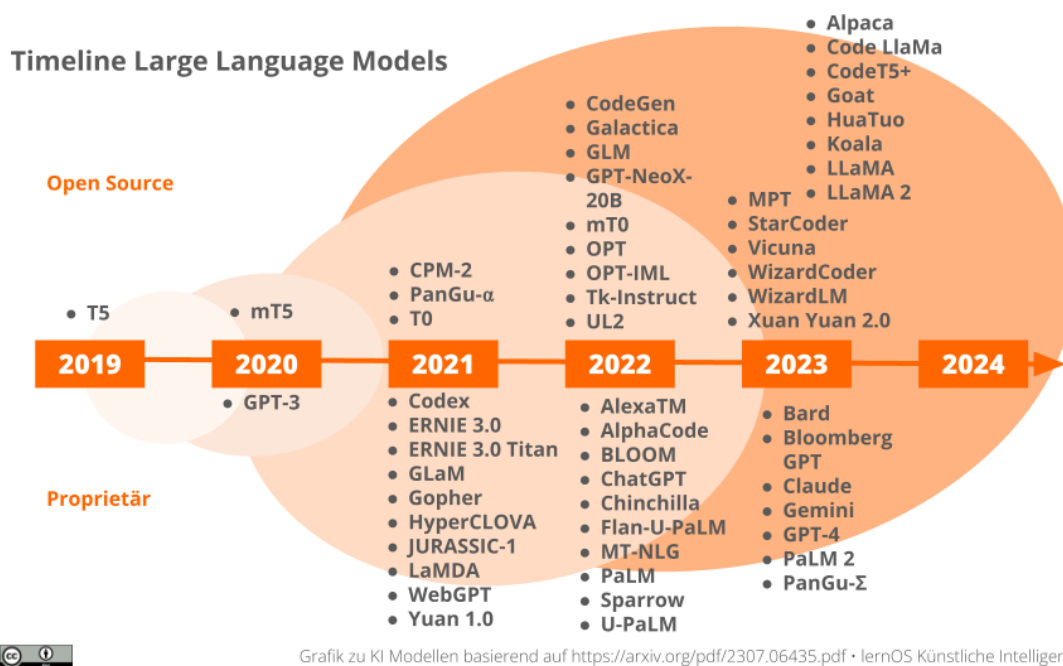 Timeline Large Language Models
Open Source
Proprietär
2019
• T5
2020
• mT5
• GPT-3
2021
• CPM-2
• PanGu-α
• T0
• Codex
• ERNIE 3.0
• ERNIE 3.0 Titan
• GLaM
• Gopher
• HyperCLOVA
• JURASSIC-1
• LaMDA
• WebGPT
• Yuan 1.0
2022
• CodeGen
• Galactica
• GLM
• GPT-NeoX-
20B
• mT0
• OPT
• OPT-IML
• Tk-Instruct
• UL2
• AlexaTM
• AlphaCode
• BLOOM
• ChatGPT
• Chinchilla
• Flan-U-PaLM
• MT-NLG
• PaLM
• Sparrow
• U-PaLM
2023
• Alpaca
• Code LlaMa
• CodeT5+
• Goat
• HuaTuo
• Koala
• LLaMA
• LLaMA 2
• MPT
• StarCoder
• Vicuna
• WizardCoder
• WizardLM
• Xuan Yuan 2.0
• Bard
• Bloomberg
GPT
• Claude
• Gemini
• GPT-4
• PaLM 2
• PanGu-Σ
2024
cc
Grafik zu KI Modellen basierend auf https://arxiv.org/pdf/2307.06435.pdf • lernOS Künstliche